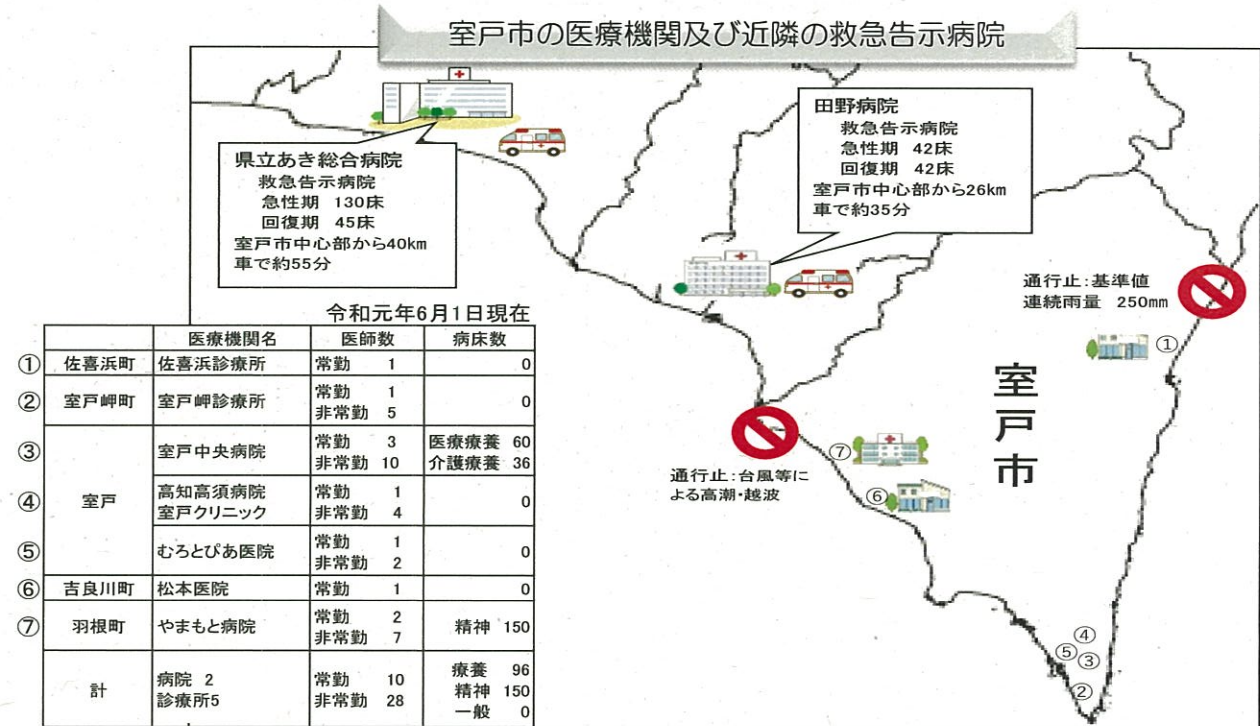 室戸市の医療機関及び近隣の救急告示病院
県立あき総合病院
救急告示病院
急性期 130床
回復期 45床
室戸市中心部から40km
車で約55分
田野病院
救急告示病院
急性期 42床
回復期 42床
室戸市中心部から26km
車で約35分
通行止:基準値
連続雨量 250mm
①
室戸市
通行止:台風等に
よる高潮・越波
⑦
⑥
④
⑤ ③
②
令和元年6月1日現在
医療機関名 医師数 病床数
① 佐喜浜町 佐喜浜診療所 常勤 1 0
② 室戸岬町 室戸岬診療所 常勤 1 0
非常勤 5
③ 室戸 室戸中央病院 常勤 3 医療療養 60
非常勤 10 介護療養 36
④ 高知高須病院 常勤 1 0
室戸クリニック 非常勤 4
⑤ むろとぴあ医院 常勤 1 0
非常勤 2
⑥ 吉良川町 松本医院 常勤 1 0
⑦ 羽根町 やまもと病院 常勤 2 精神 150
非常勤 7
計 病院 2 常勤 10 療養 96
診療所5 非常勤 28 精神 150
一般 0